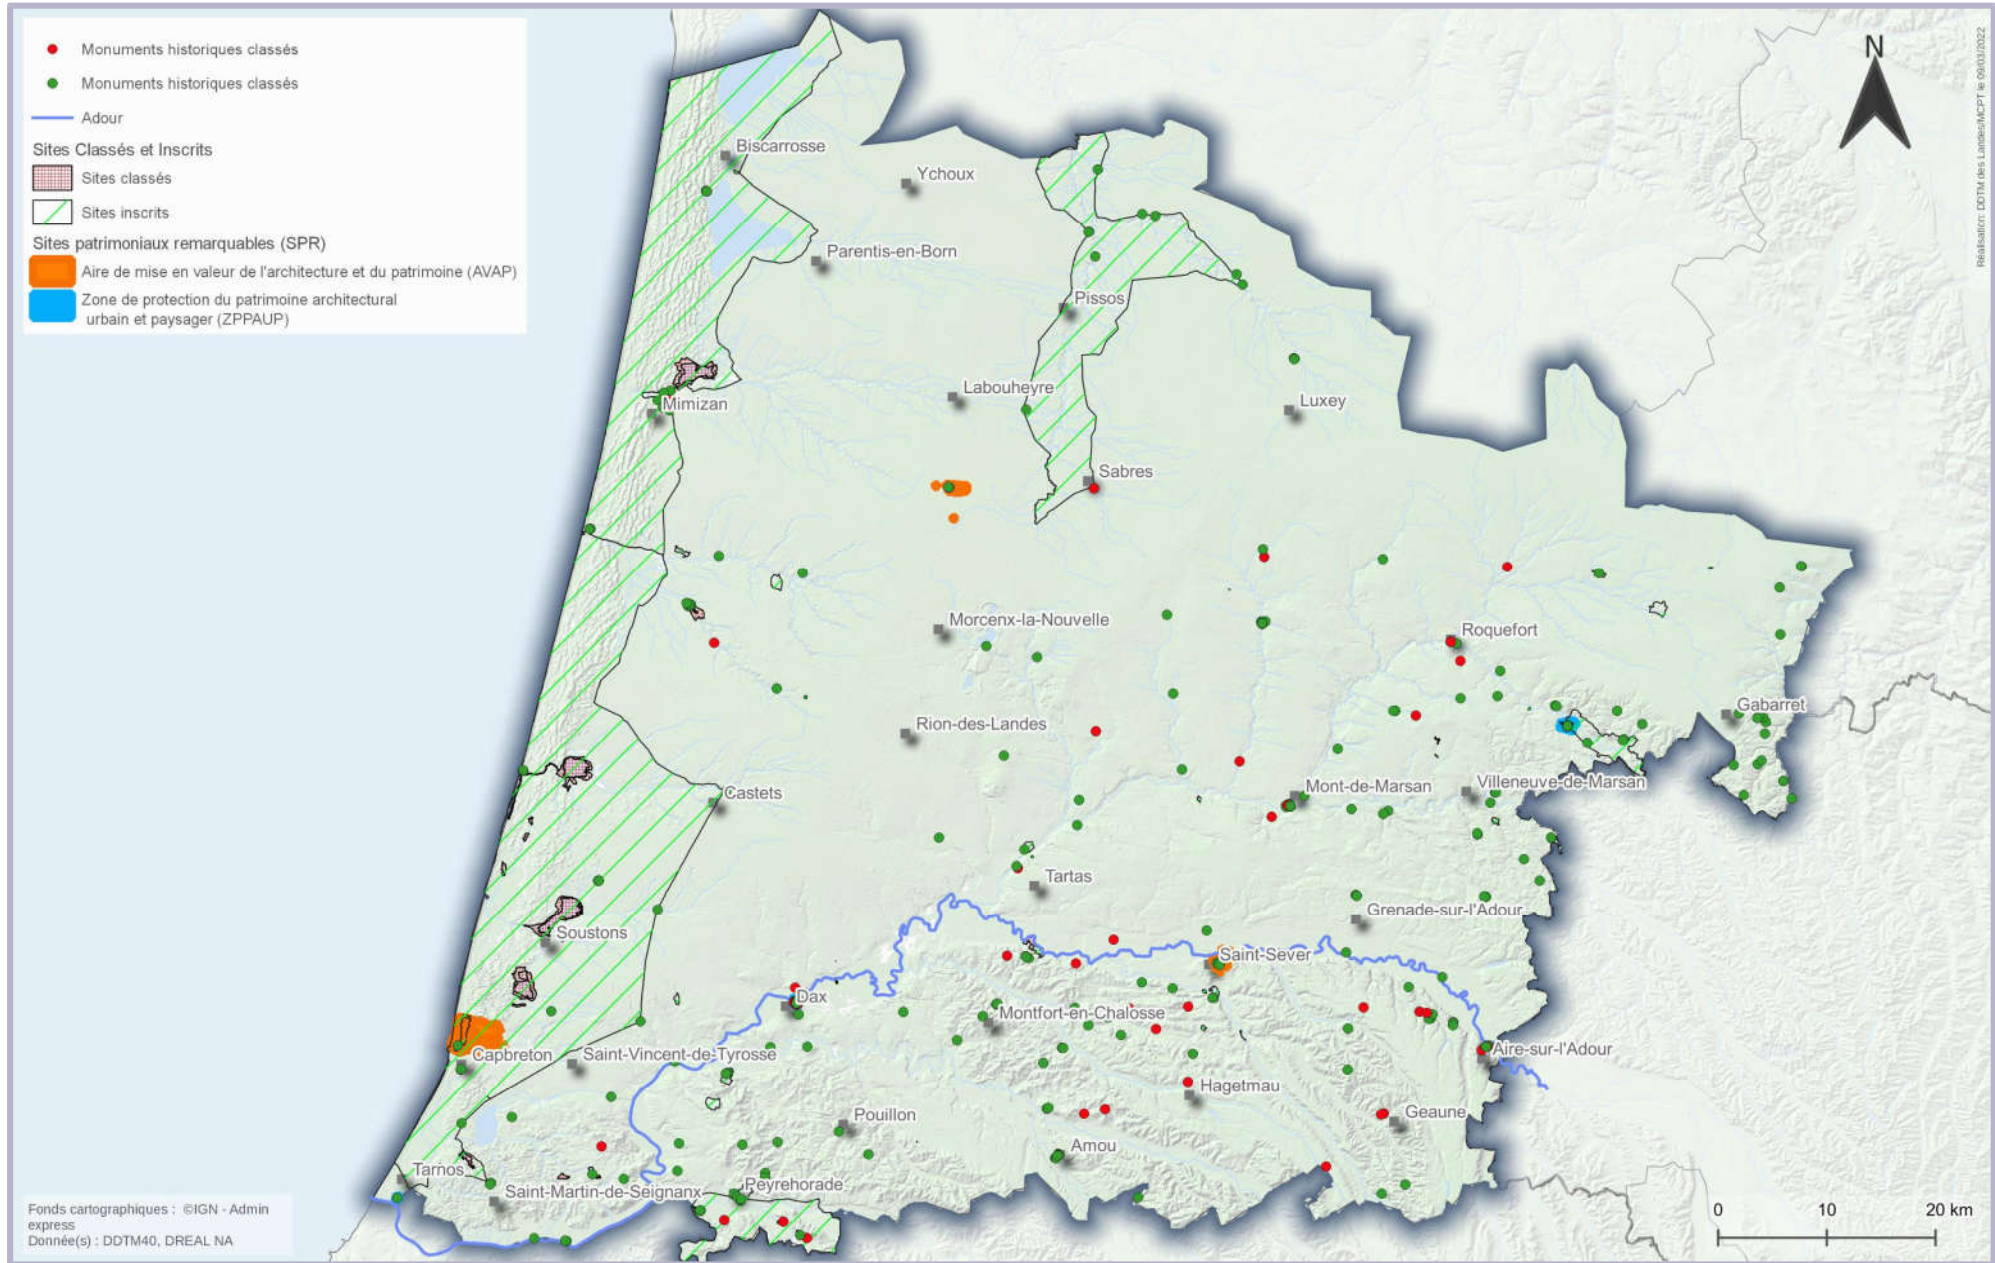 Monuments historiques classés
Monuments historiques classés
Adour
Sites Classés et Inscrits
Sites classés
Sites inscrits
Sites patrimoniaux remarquables (SPR)
Aire de mise en valeur de l'architecture et du patrimoine (AVAP)
Zone de protection du patrimoine architectural
urbain et paysager (ZPPAUP)
N
Réalisation: DDTM des Landes/MCPT le 09/03/2022
Biscarrosse
Ychoux
Parentis-en-Born
Pissos
Labouheyre
Luxey
Mimizan
Sabres
Morcenx-la-Nouvelle
Roquefort
Gabarret
Rion-des-Landes
Castets
Mont-de-Marsan
Villeneuve-de-Marsan
Tartas
Grenade-sur-l'Adour
Soustons
Saint-Sever
Dax
Montfort-en-Chalosse
Capbreton
Saint-Vincent-de-Tyrosse
Aire-sur-l'Adour
Hagetmau
Pouillon
Geaune
Amou
Tarnos
Saint-Martin-de-Seignanx
Peyrehorade
Fonds cartographiques : ©IGN - Admin
express
Donnée(s) : DDTM40, DREAL NA
0 10 20 km